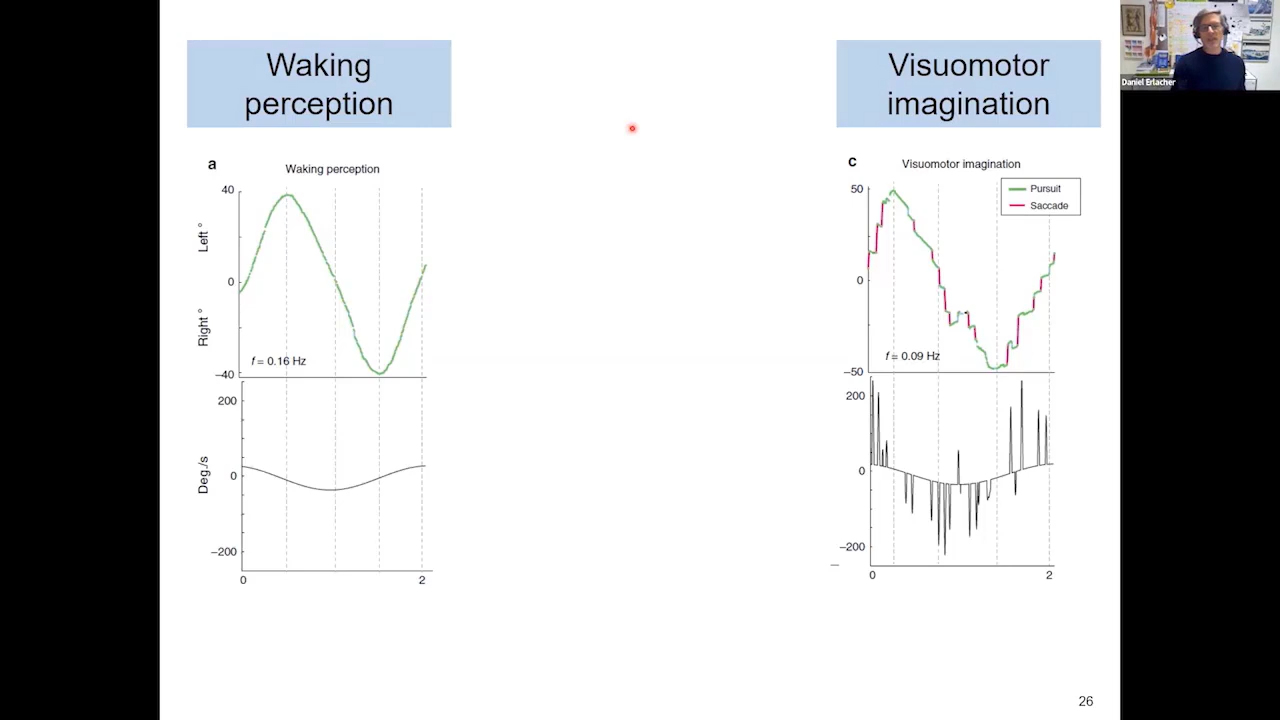 Waking
perception
Visuomotor
imagination
Daniel Erlacher
a
Waking perception
40
0
−40
Left °
Right °
f = 0.16 Hz
200
0
−200
Deg./s
0
2
c
Visuomotor imagination
Pursuit
Saccade
50
0
−50
f = 0.09 Hz
200
0
−200
0
2
26